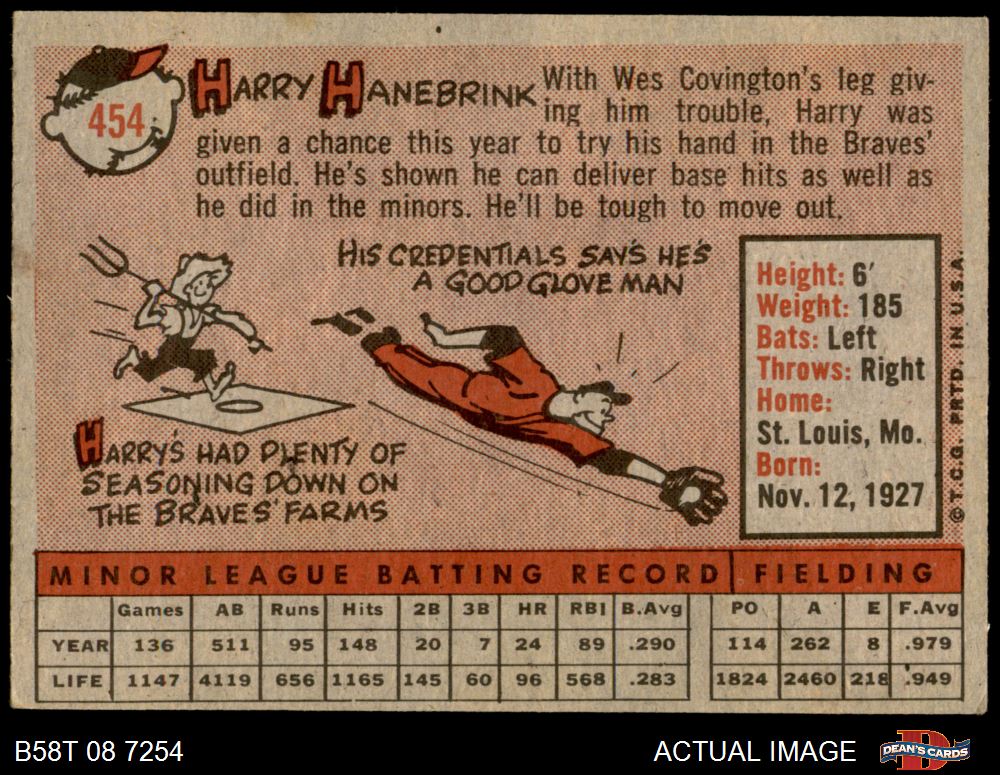 454
HARRY HANEBRINK
With Wes Covington's leg giv-
ing him trouble, Harry was
given a chance this year to try his hand in the Braves'
outfield. He's shown he can deliver base hits as well as
he did in the minors. He'll be tough to move out.
HIS CREDENTIALS SAYS HE'S
A GOOD GLOVE MAN
HARRY'S HAD PLENTY OF
SEASONING DOWN ON
THE BRAVES' FARMS
Height: 6'
Weight: 185
Bats: Left
Throws: Right
Home:
St. Louis, Mo.
Born:
Nov. 12, 1927
© T.C.G. PRTD. IN U.S.A.
MINOR LEAGUE BATTING RECORD FIELDING
Games AB Runs Hits 2B 3B HR RBI B.Avg PO A E F.Avg
YEAR 136 511 95 148 20 7 24 89 .290 114 262 8 .979
LIFE 1147 4119 656 1165 145 60 96 568 .283 1824 2460 218 .949
B58T 08 7254 ACTUAL IMAGE DEAN'S CARDS